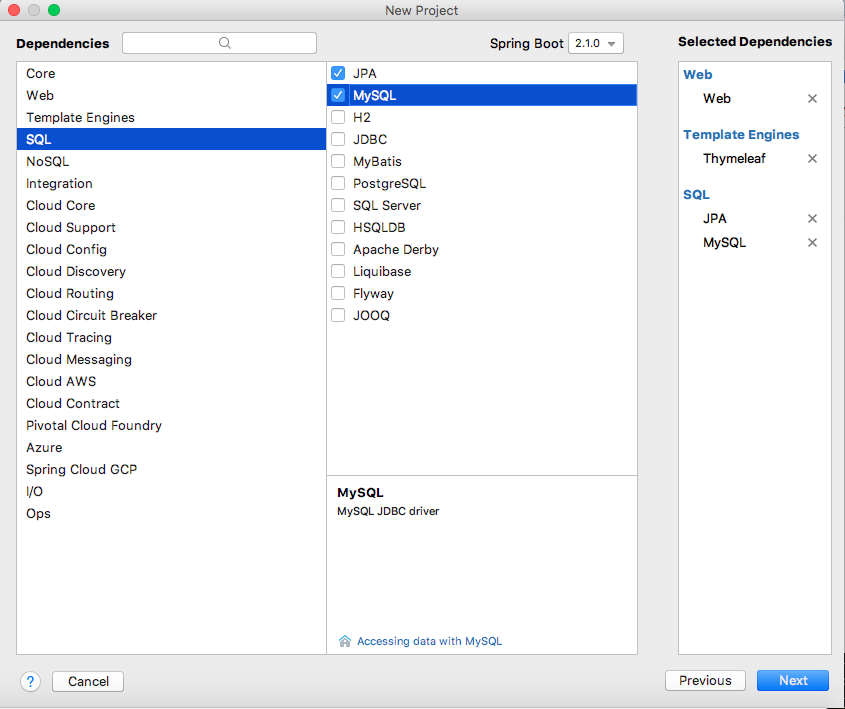 New Project
Dependencies
Spring Boot 2.1.0
Selected Dependencies
Core
Web
Template Engines
SQL
NoSQL
Integration
Cloud Core
Cloud Support
Cloud Config
Cloud Discovery
Cloud Routing
Cloud Circuit Breaker
Cloud Tracing
Cloud Messaging
Cloud AWS
Cloud Contract
Pivotal Cloud Foundry
Azure
Spring Cloud GCP
I/O
Ops
JPA
MySQL
H2
JDBC
MyBatis
PostgreSQL
SQL Server
HSQLDB
Apache Derby
Liquibase
Flyway
JOOQ
MySQL
MySQL JDBC driver
Accessing data with MySQL
Web
Web
Template Engines
Thymeleaf
SQL
JPA
MySQL
?
Cancel
Previous
Next